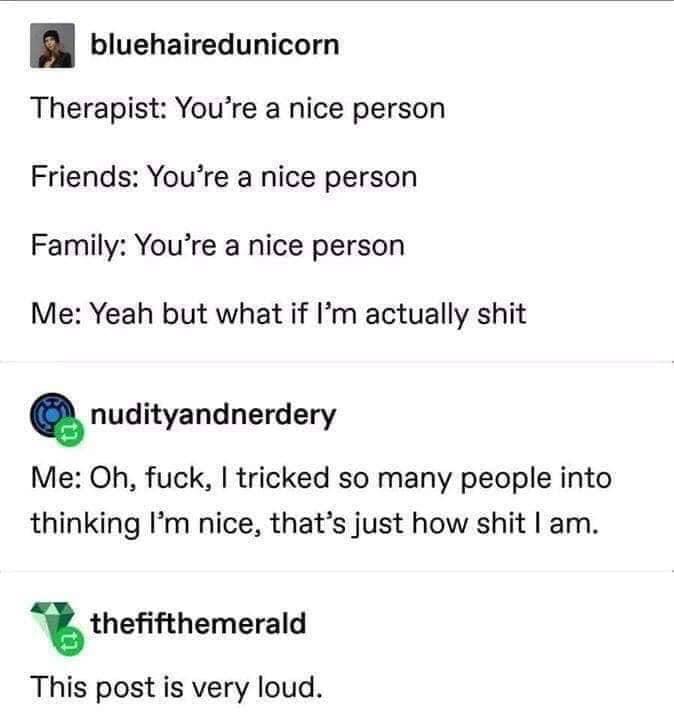 bluehairedunicorn
Therapist: You’re a nice person
Friends: You’re a nice person
Family: You’re a nice person
Me: Yeah but what if I’m actually shit
nudityandnerdery
Me: Oh, fuck, I tricked so many people into
thinking I’m nice, that’s just how shit I am.
thefifthemerald
This post is very loud.